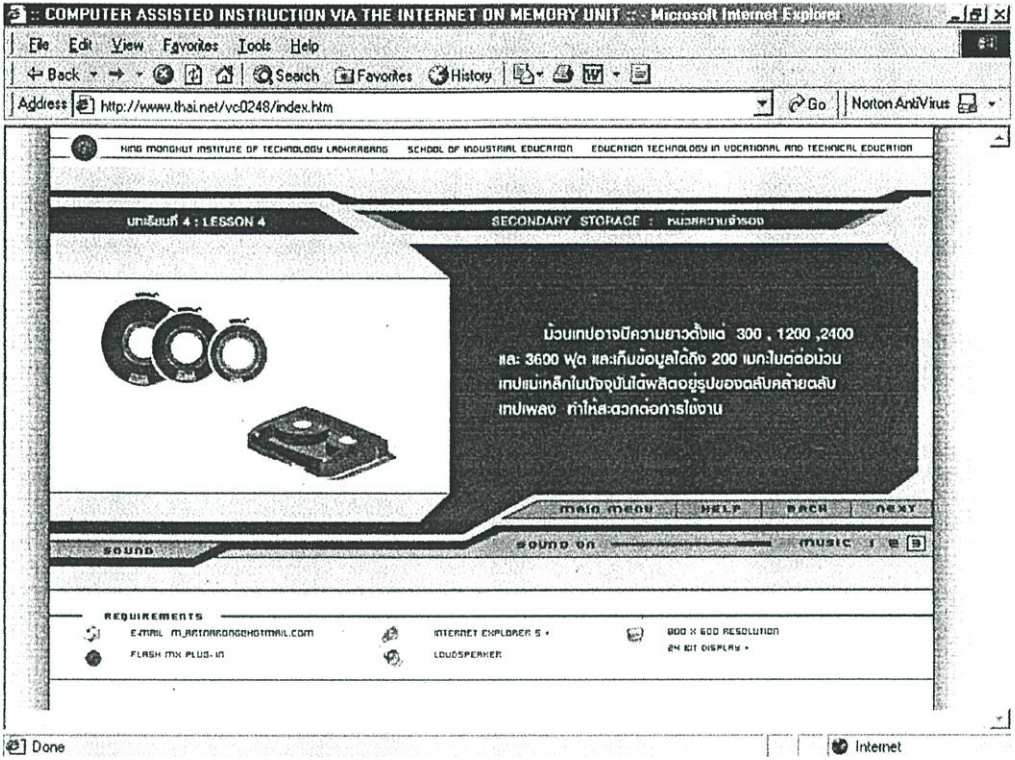 :: COMPUTER ASSISTED INSTRUCTION VIA THE INTERNET ON MEMORY UNIT :: - Microsoft Internet Explorer
File Edit View Favorites Tools Help
Back Search Favorites History
Address http://www.thai.net/vc0248/index.htm Go Norton AntiVirus
KING MONGKUT INSTITUTE OF TECHNOLOGY LADKRABANG SCHOOL OF INDUSTRIAL EDUCATION EDUCATION TECHNOLOGY IN VOCATIONAL AND TECHNICAL EDUCATION
บทเรียนที่ 4 : LESSON 4 SECONDARY STORAGE : หน่วยความจำรอง
ม้วนเทปอาจมีความยาวตั้งแต่ 300 , 1200 ,2400
และ 3600 ฟุต และเก็บข้อมูลได้ถึง 200 เมกะไบต์ต่อม้วน
เทปแม่เหล็กในปัจจุบันได้ผลิตอยู่รูปของตลับคล้ายตลับ
เทปเพลง ทำให้สะดวกต่อการใช้งาน
MAIN MENU HELP BACK NEXT
SOUND SOUND ON MUSIC 1 2 3
REQUIREMENTS
E-MAIL INTERNET EXPLORER 5 + 800 X 600 RESOLUTION
FLASH MX PLUG-IN LOUDSPEAKER 24 BIT DISPLAY +
Done Internet